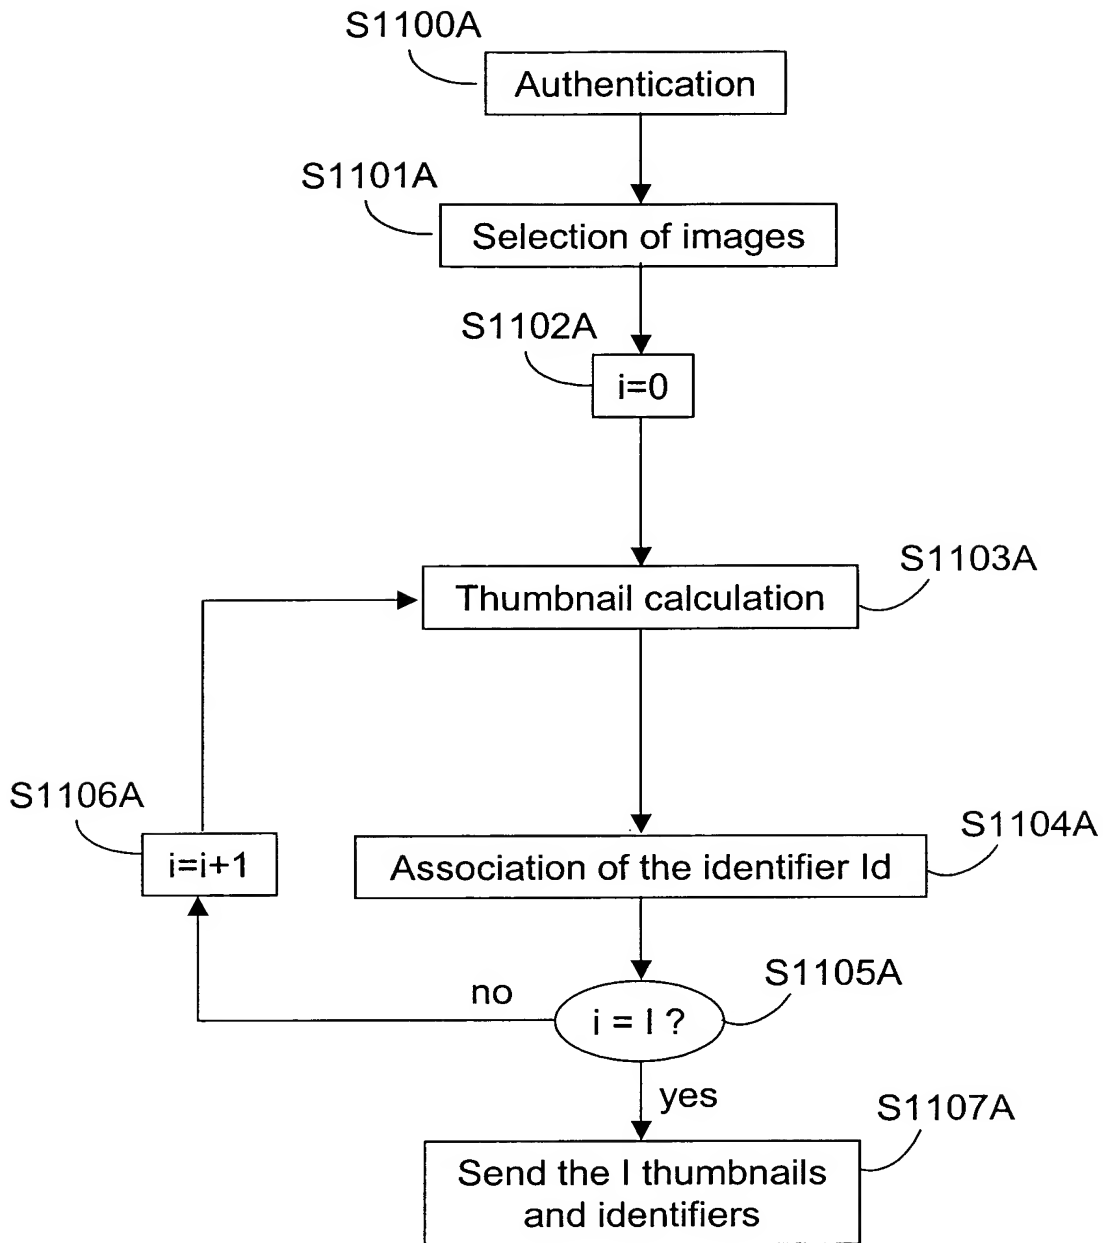 S1100A
Authentication
S1101A
Selection of images
S1102A
i=0
S1103A
Thumbnail calculation
S1106A
i=i+1
S1104A
Association of the identifier Id
S1105A
no
i = I ?
yes
S1107A
Send the I thumbnails
and identifiers